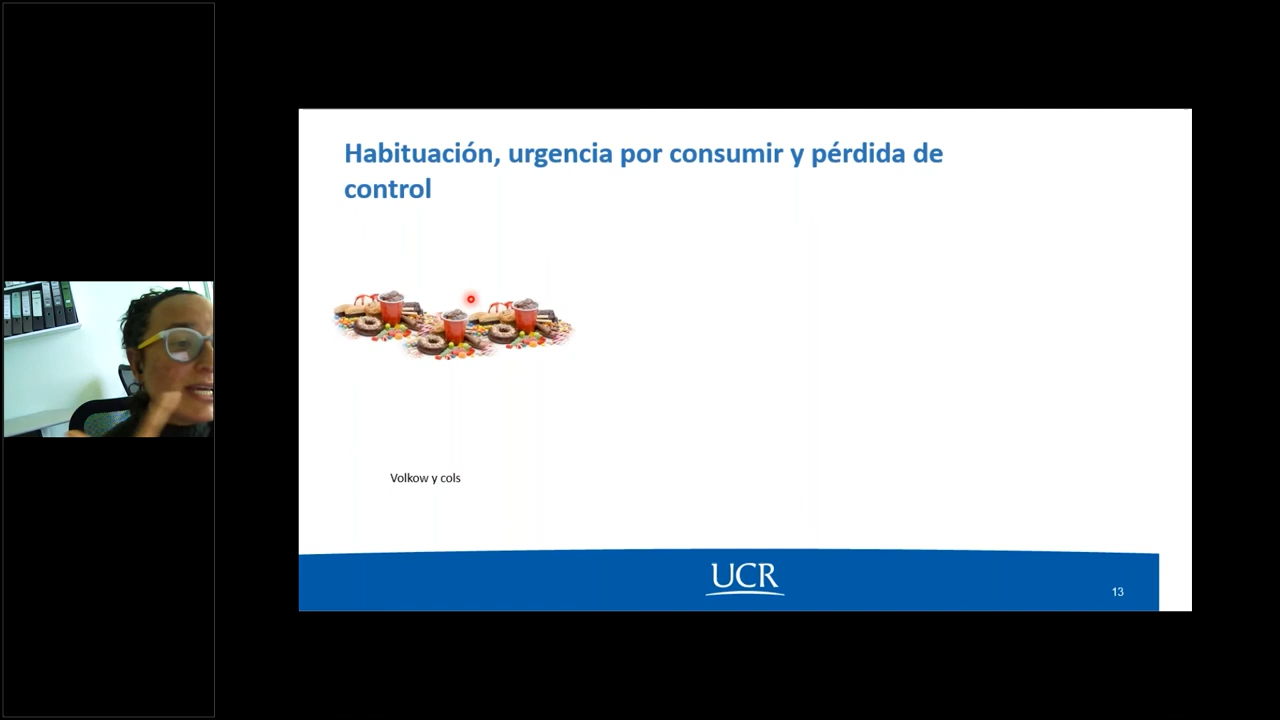 Habituación, urgencia por consumir y pérdida de
control
Volkow y cols
UCR
13